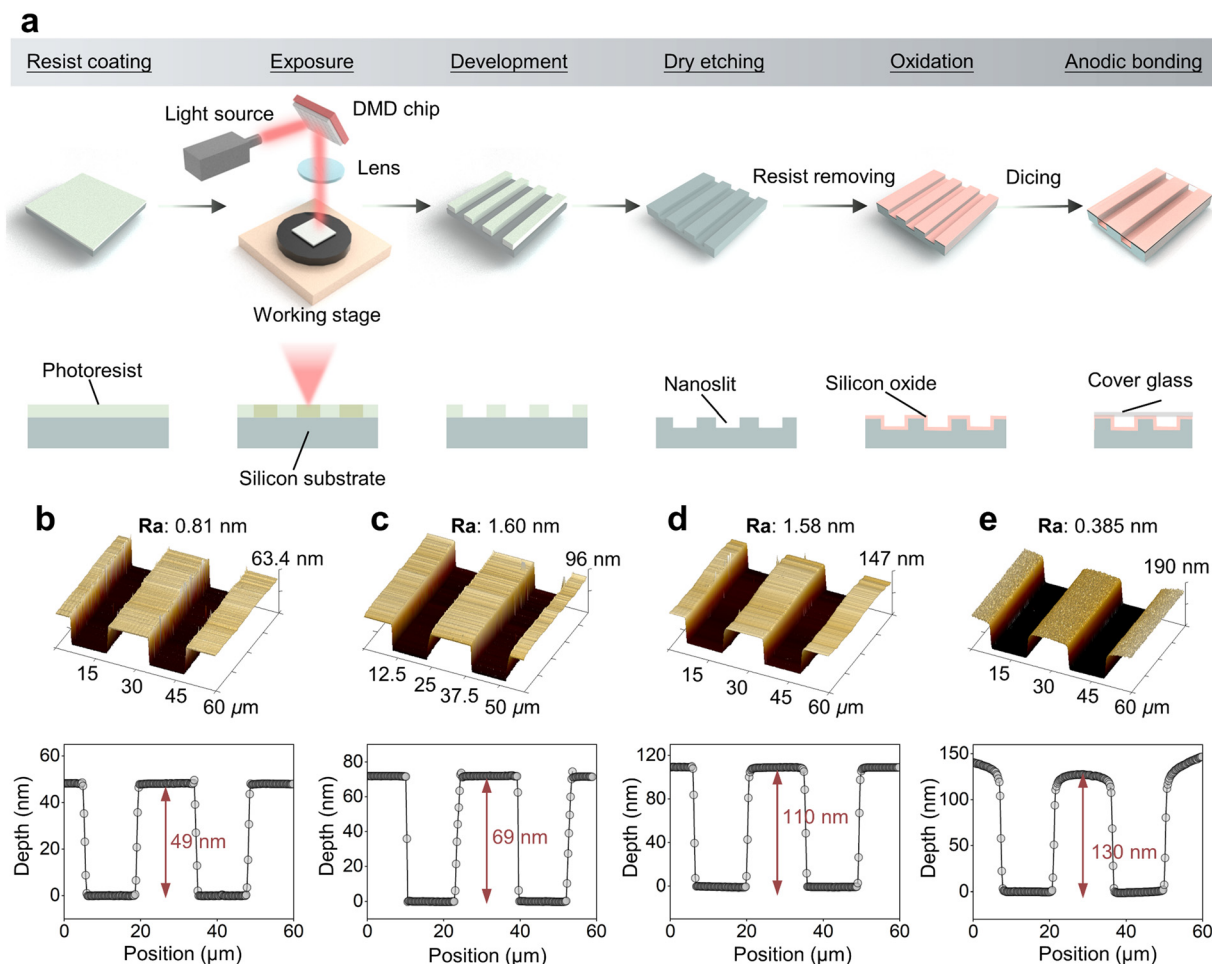 a
Resist coating Exposure Development Dry etching Oxidation Anodic bonding
Light source
DMD chip
Lens
Resist removing
Dicing
Working stage
Photoresist
Silicon substrate
Nanoslit
Silicon oxide
Cover glass
b
Ra: 0.81 nm
63.4 nm
15
30
45
60 μm
c
Ra: 1.60 nm
96 nm
12.5
25
37.5
50 μm
d
Ra: 1.58 nm
147 nm
15
30
45
60 μm
e
Ra: 0.385 nm
190 nm
15
30
45
60 μm
Depth (nm)
60
40
20
0
49 nm
0 20 40 60
Position (μm)
Depth (nm)
80
60
40
20
0
69 nm
0 20 40 60
Position (μm)
Depth (nm)
120
80
40
0
110 nm
0 20 40 60
Position (μm)
Depth (nm)
150
100
50
0
130 nm
0 20 40 60
Position (μm)